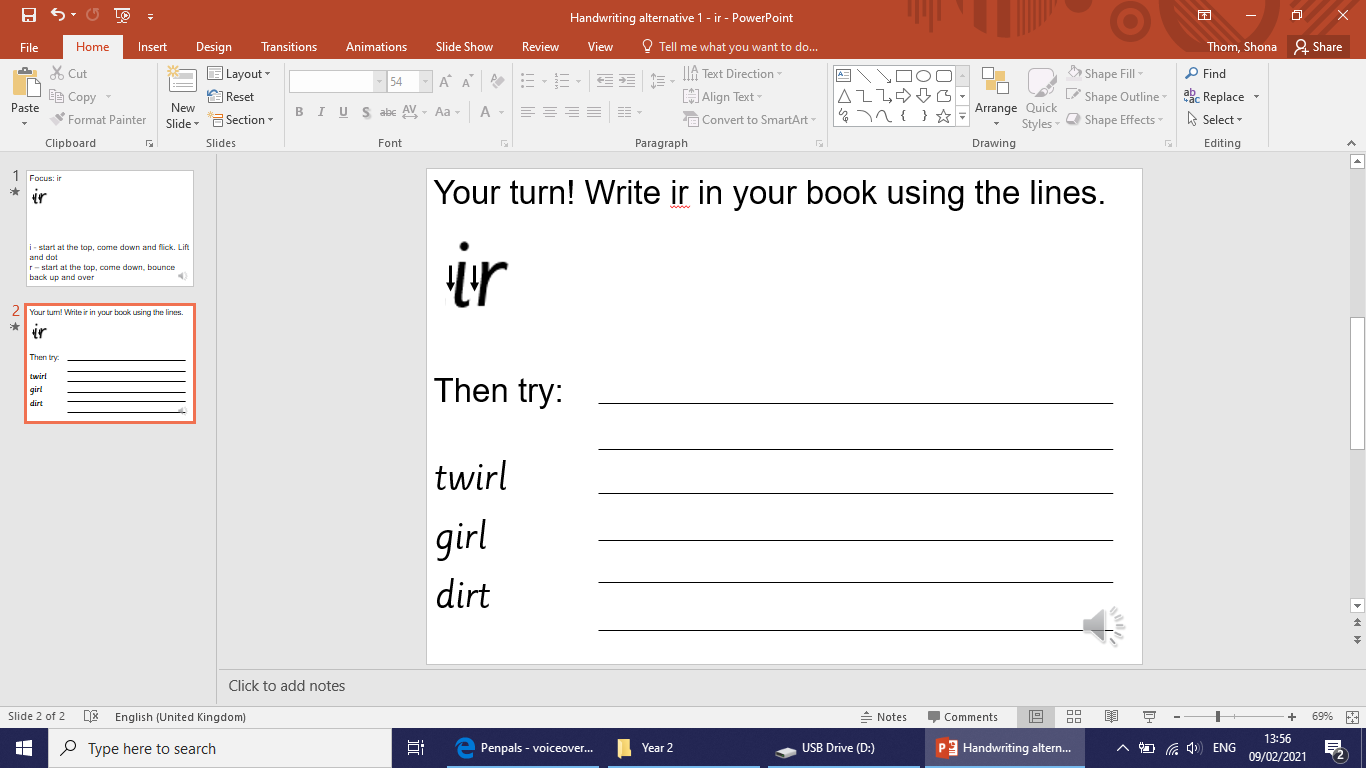 Handwriting alternative 1 - ir - PowerPoint
File Home Insert Design Transitions Animations Slide Show Review View Tell me what you want to do... Thom, Shona Share
Paste
Cut
Copy
Format Painter
Clipboard
New Slide
Layout
Reset
Section
Slides
54
B I U S abc AV Aa A
Font
Text Direction
Align Text
Convert to SmartArt
Paragraph
Arrange
Quick Styles
Shape Fill
Shape Outline
Shape Effects
Drawing
Find
Replace
Select
Editing
1
Focus: ir
ir
i - start at the top, come down and flick. Lift
and dot
r – start at the top, come down, bounce
back up and over
2
Your turn! Write ir in your book using the lines.
ir
Then try:
twirl
girl
dirt
Your turn! Write ir in your book using the lines.
ir
Then try:
twirl
girl
dirt
Click to add notes
Slide 2 of 2 English (United Kingdom) Notes Comments 69%
Type here to search
Penpals - voiceover...
Year 2
USB Drive (D:)
Handwriting altern...
ENG
13:56
09/02/2021
2